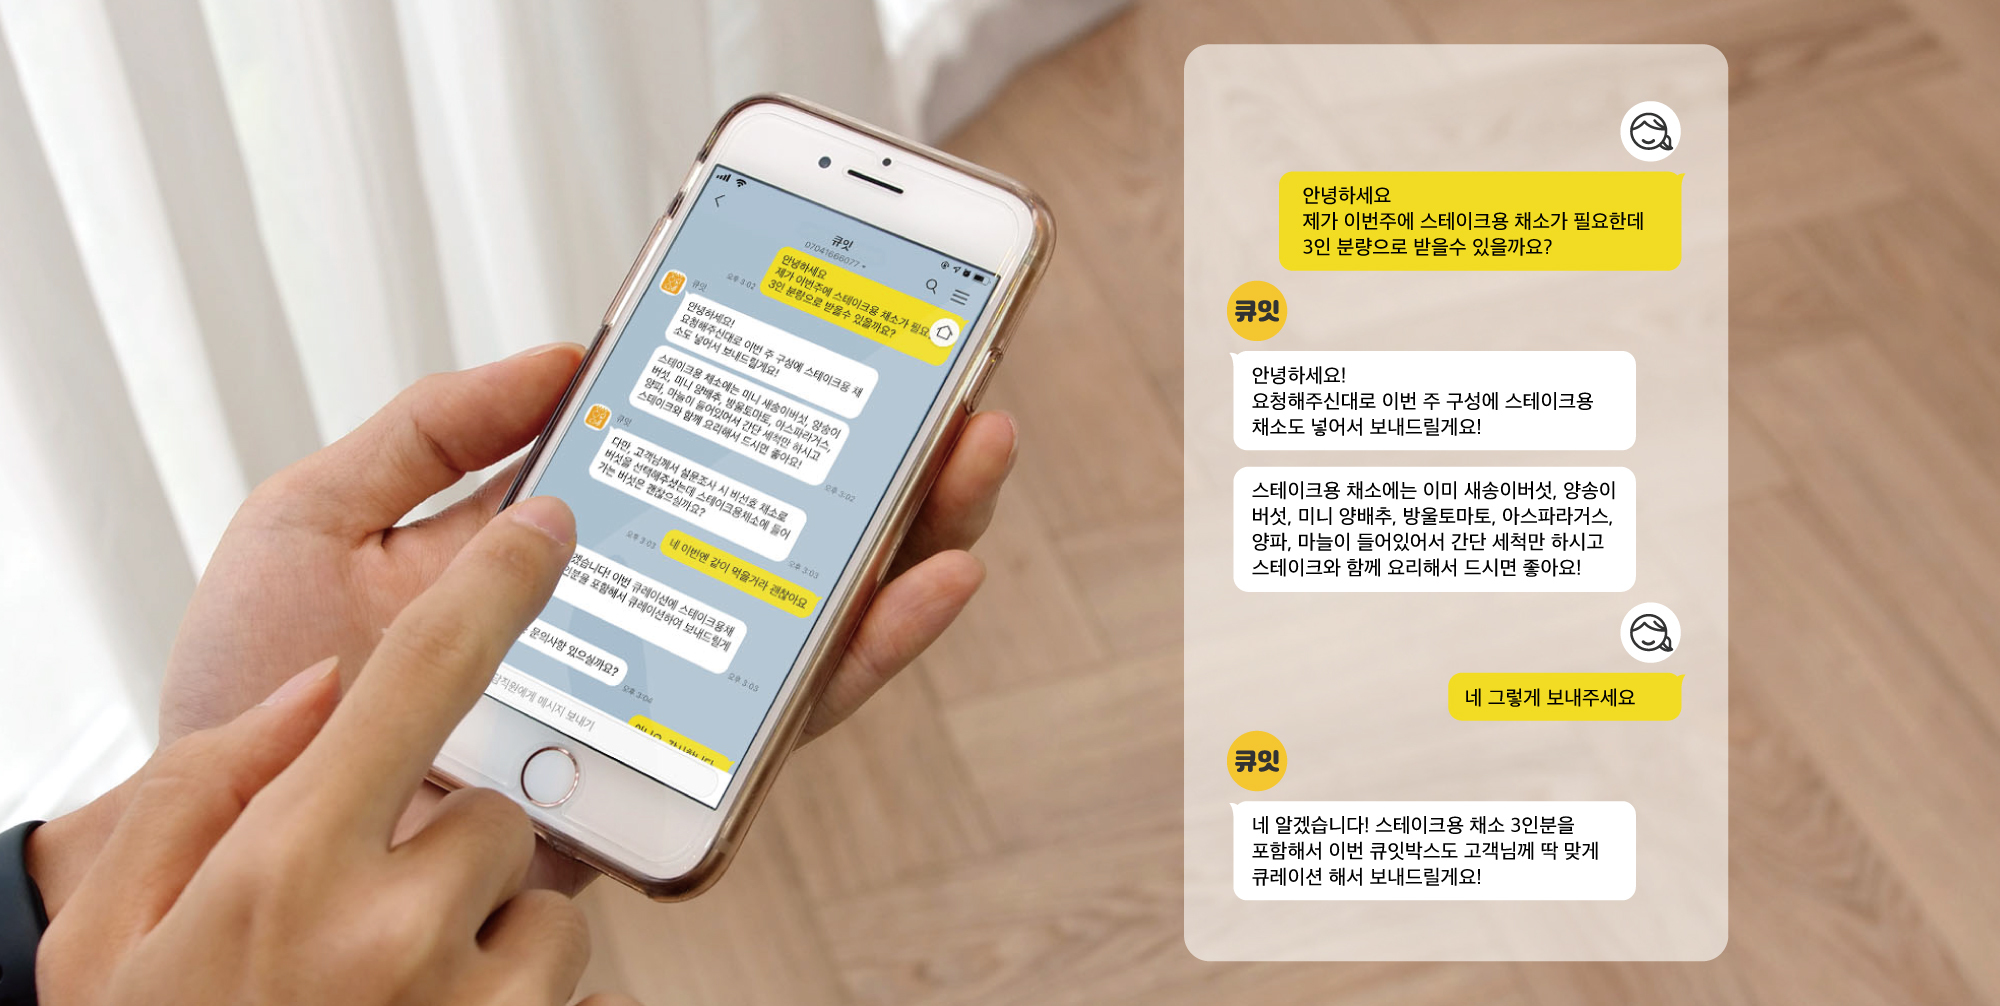 큐잇
07041666077
안녕하세요
제가 이번주에 스테이크용 채소가 필요
3인 분량으로 받을수 있을까요?
오후 3:02
큐잇
안녕하세요!
요청해주신대로 이번 주 구성에 스테이크용 채
소도 넣어서 보내드릴게요!
스테이크용 채소에는 미니 새송이버섯, 양송이
버섯, 미니 양배추, 방울토마토, 아스파라거스,
양파, 마늘이 들어있어서 간단 세척만 하시고
스테이크와 함께 요리해서 드시면 좋아요!
오후 3:02
큐잇
다만, 고객님께서 설문조사 시 비선호 채소로
버섯을 선택해주셨는데 스테이크용채소에 들어
가는 버섯은 괜찮으실까요?
오후 3:03
오후 3:03
네 이번엔 같이 먹을거라 괜찮아요
겠습니다! 이번 큐레이션에 스테이크용채
인분을 포함해서 큐레이션하여 보내드릴게
오후 3:03
문의사항 있으실까요?
오후 3:04
아니요, 감사합니다
담직원에게 메시지 보내기
안녕하세요
제가 이번주에 스테이크용 채소가 필요한데
3인 분량으로 받을수 있을까요?
큐잇
안녕하세요!
요청해주신대로 이번 주 구성에 스테이크용
채소도 넣어서 보내드릴게요!
스테이크용 채소에는 이미 새송이버섯, 양송이
버섯, 미니 양배추, 방울토마토, 아스파라거스,
양파, 마늘이 들어있어서 간단 세척만 하시고
스테이크와 함께 요리해서 드시면 좋아요!
네 그렇게 보내주세요
큐잇
네 알겠습니다! 스테이크용 채소 3인분을
포함해서 이번 큐잇박스도 고객님께 딱 맞게
큐레이션 해서 보내드릴게요!